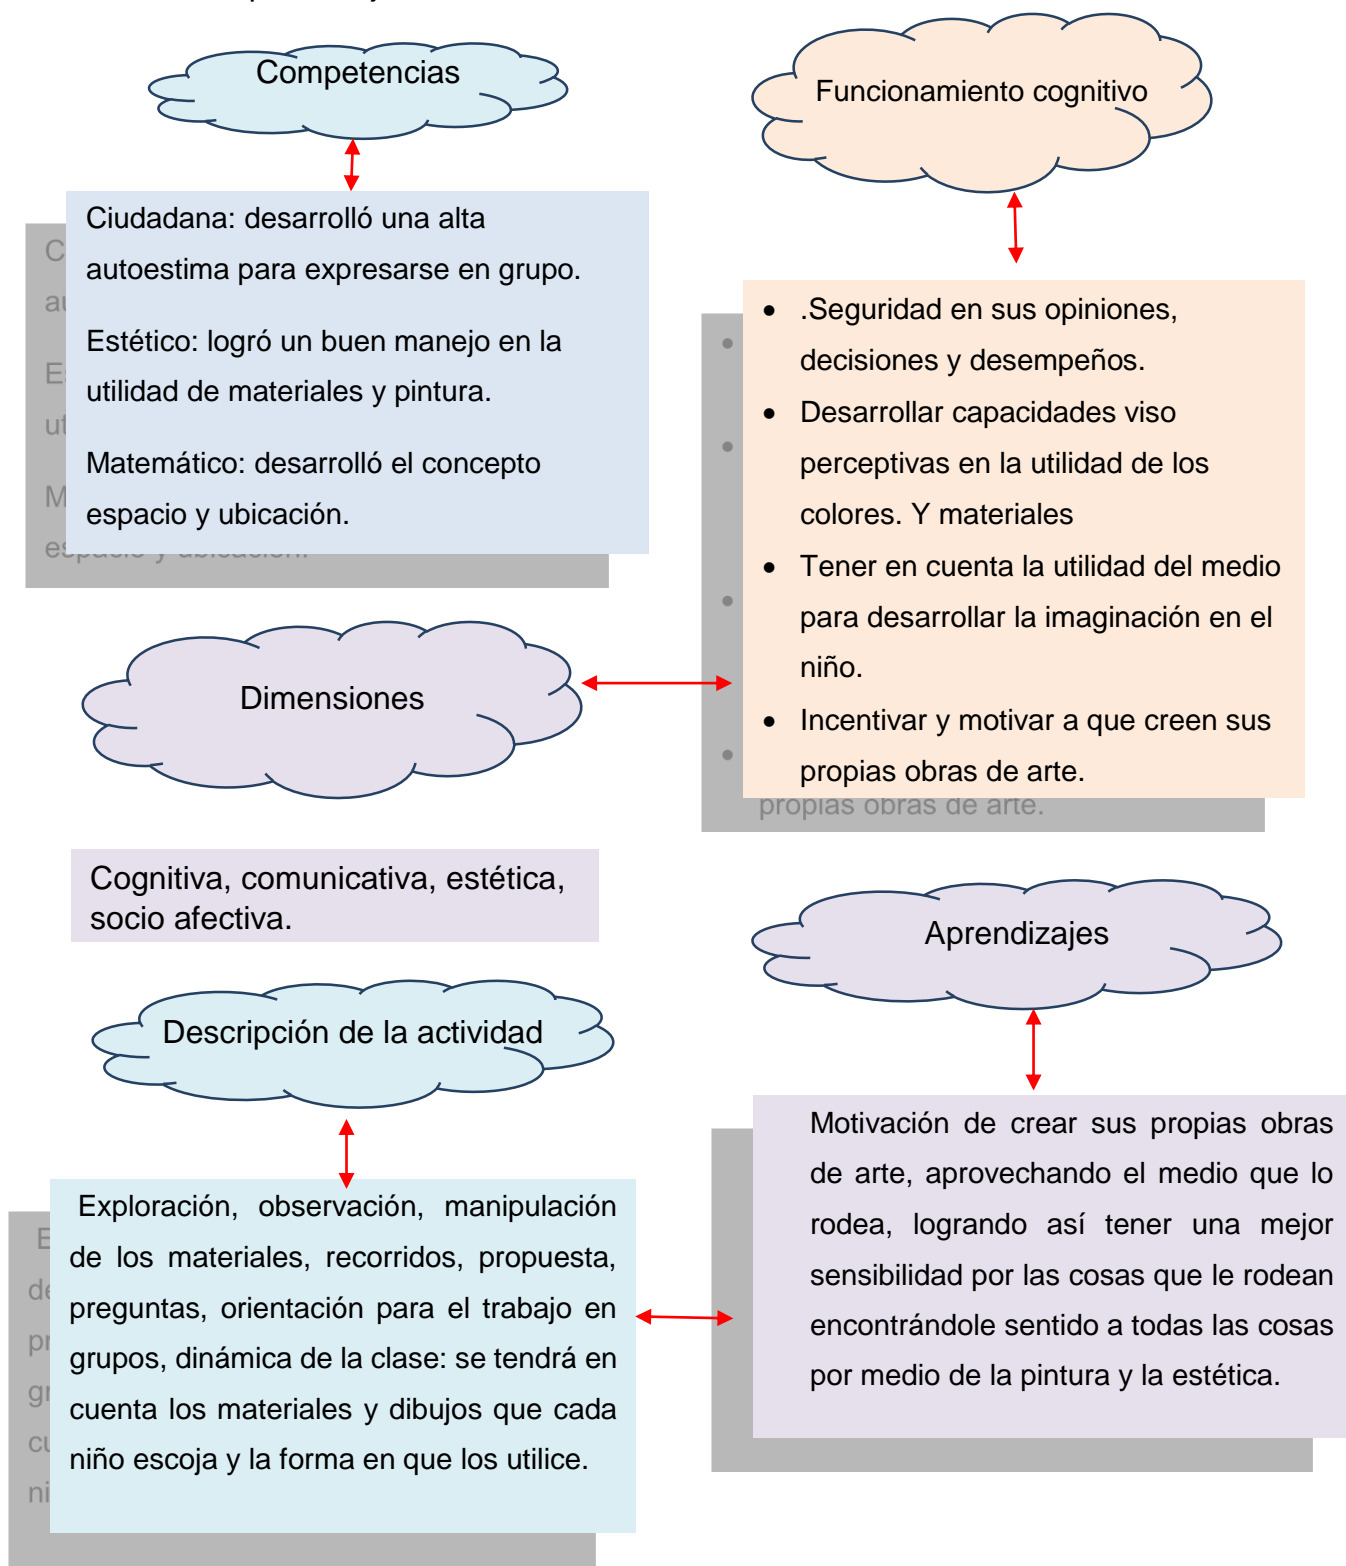 Competencias
Ciudadana: desarrolló una alta
autoestima para expresarse en grupo.
Estético: logró un buen manejo en la
utilidad de materiales y pintura.
Matemático: desarrolló el concepto
espacio y ubicación.
Funcionamiento cognitivo
• .Seguridad en sus opiniones,
decisiones y desempeños.
• Desarrollar capacidades viso
perceptivas en la utilidad de los
colores. Y materiales
• Tener en cuenta la utilidad del medio
para desarrollar la imaginación en el
niño.
• Incentivar y motivar a que creen sus
propias obras de arte.
propias obras de arte.
Dimensiones
Cognitiva, comunicativa, estética,
socio afectiva.
Aprendizajes
Motivación de crear sus propias obras
de arte, aprovechando el medio que lo
rodea, logrando así tener una mejor
sensibilidad por las cosas que le rodean
encontrándole sentido a todas las cosas
por medio de la pintura y la estética.
Descripción de la actividad
Exploración, observación, manipulación
de los materiales, recorridos, propuesta,
preguntas, orientación para el trabajo en
grupos, dinámica de la clase: se tendrá en
cuenta los materiales y dibujos que cada
niño escoja y la forma en que los utilice.